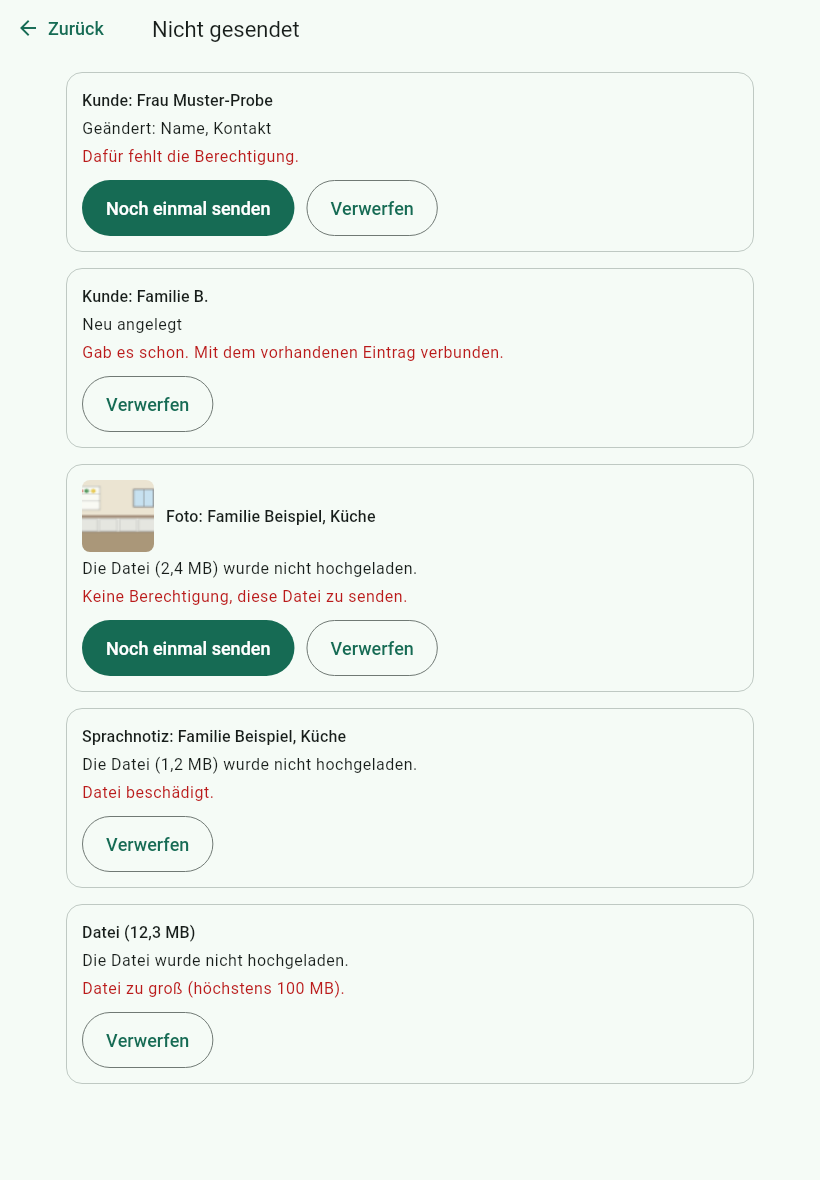 Zurück
Nicht gesendet
Kunde: Frau Muster-Probe
Geändert: Name, Kontakt
Dafür fehlt die Berechtigung.
Noch einmal senden
Verwerfen
Kunde: Familie B.
Neu angelegt
Gab es schon. Mit dem vorhandenen Eintrag verbunden.
Verwerfen
Foto: Familie Beispiel, Küche
Die Datei (2,4 MB) wurde nicht hochgeladen.
Keine Berechtigung, diese Datei zu senden.
Noch einmal senden
Verwerfen
Sprachnotiz: Familie Beispiel, Küche
Die Datei (1,2 MB) wurde nicht hochgeladen.
Datei beschädigt.
Verwerfen
Datei (12,3 MB)
Die Datei wurde nicht hochgeladen.
Datei zu groß (höchstens 100 MB).
Verwerfen